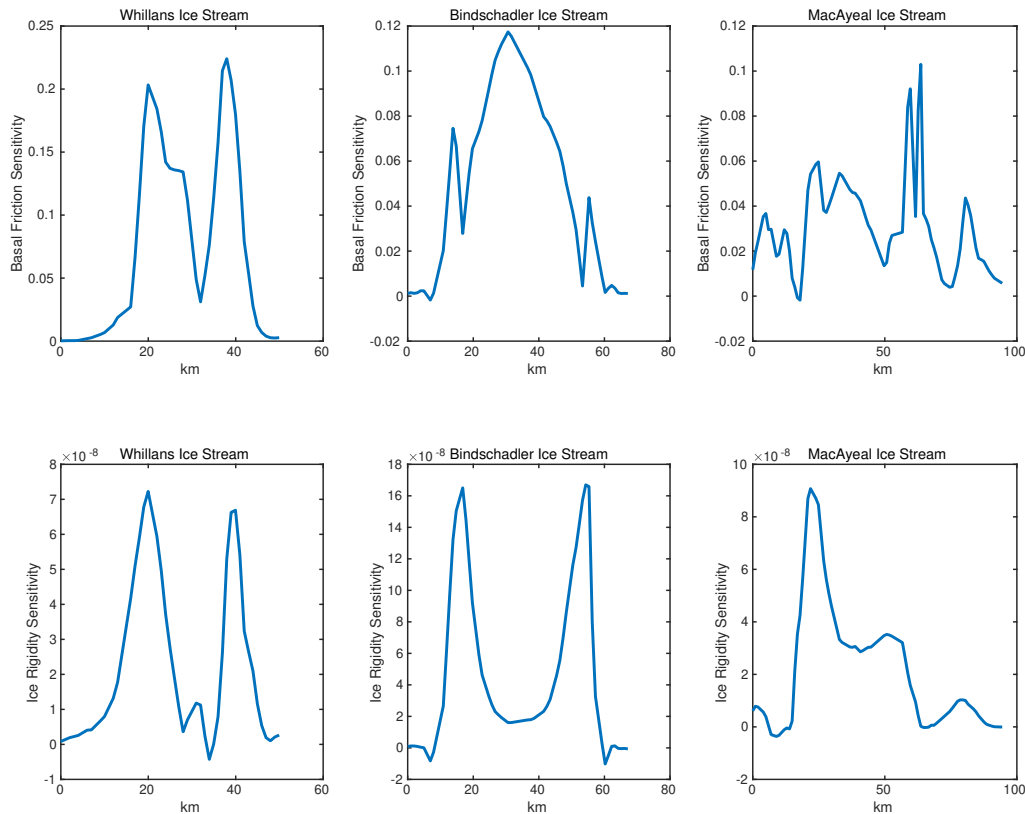 Whillans Ice Stream
Bindschadler Ice Stream
MacAyeal Ice Stream
Basal Friction Sensitivity
0.25
0.2
0.15
0.1
0.05
0
0 20 40 60
km
Basal Friction Sensitivity
0.12
0.1
0.08
0.06
0.04
0.02
0
-0.02
0 20 40 60 80
km
Basal Friction Sensitivity
0.12
0.1
0.08
0.06
0.04
0.02
0
-0.02
0 50 100
km
×10 -8
Whillans Ice Stream
Ice Rigidity Sensitivity
8
7
6
5
4
3
2
1
0
-1
0 20 40 60
km
×10 -8
Bindschadler Ice Stream
Ice Rigidity Sensitivity
18
16
14
12
10
8
6
4
2
0
-2
0 20 40 60 80
km
×10 -8
MacAyeal Ice Stream
Ice Rigidity Sensitivity
10
8
6
4
2
0
-2
0 50 100
km